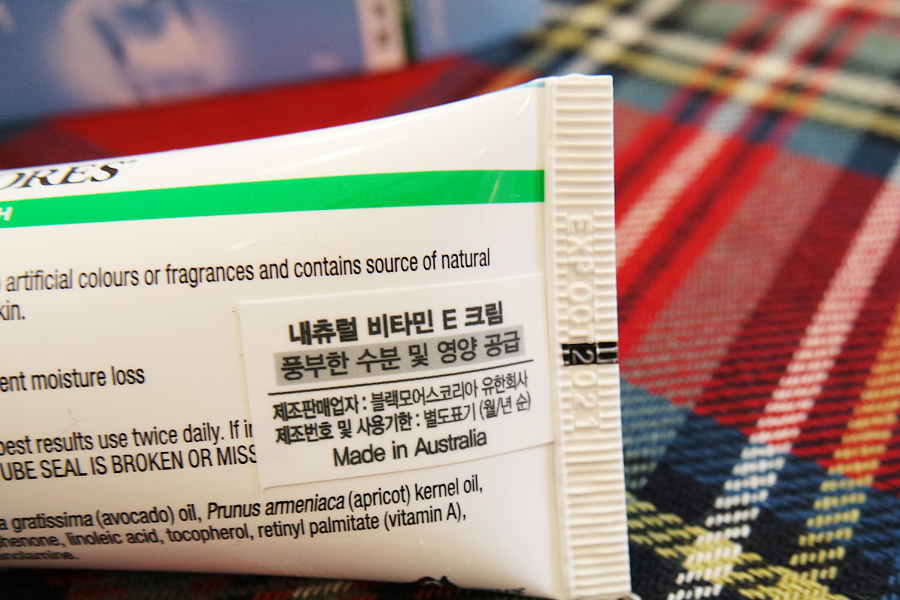 ORES
H
artificial colours or fragrances and contains source of natural
kin.
ent moisture loss
best results use twice daily. If
TUBE SEAL IS BROKEN OR MISS
gratissima (avocado) oil, Prunus armeniaca (apricot) kernel oil,
phenone, linoleic acid, tocopherol, retinyl palmitate (vitamin A),
nolamine.
내츄럴 비타민 E 크림
풍부한 수분 및 영양 공급
제조판매업자 : 블랙모어스코리아 유한회사
제조번호 및 사용기한 : 별도표기 (월/년 순)
Made in Australia
EXP OCT 2021